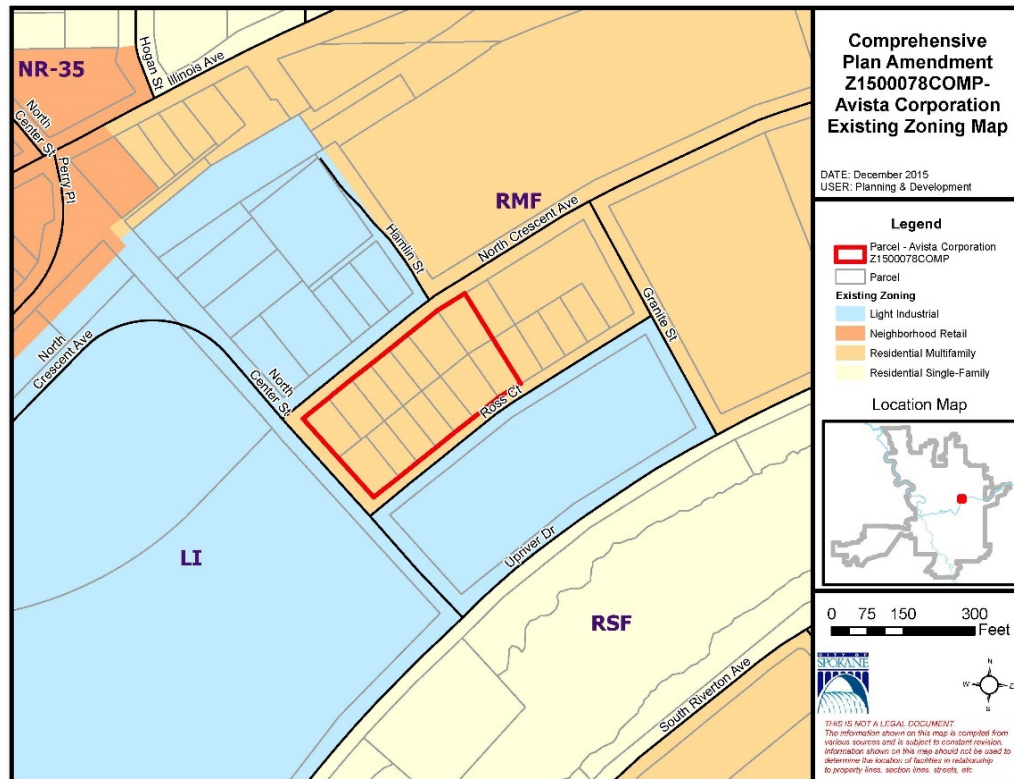 NR-35
Hogan St
Illinois Ave
North
Center St
Perry Pl
RMF
North Crescent Ave
Hamlin St
Granite St
North
Crescent Ave
North
Center St
Ross Ct
Upriver Dr
LI
RSF
South Riverton Ave
Comprehensive
Plan Amendment
Z1500078COMP-
Avista Corporation
Existing Zoning Map
DATE: December 2015
USER: Planning & Development
Legend
Parcel - Avista Corporation
Z1500078COMP
Parcel
Existing Zoning
Light Industrial
Neighborhood Retail
Residential Multifamily
Residential Single-Family
Location Map
0 75 150 300
Feet
CITY OF
SPOKANE
N
W
S
THIS IS NOT A LEGAL DOCUMENT.
The information shown on this map is compiled from
various sources and is subject to constant revision.
Information shown on this map should not be used to
determine the location of facilities in relationship
to property lines, section lines, streets, etc.